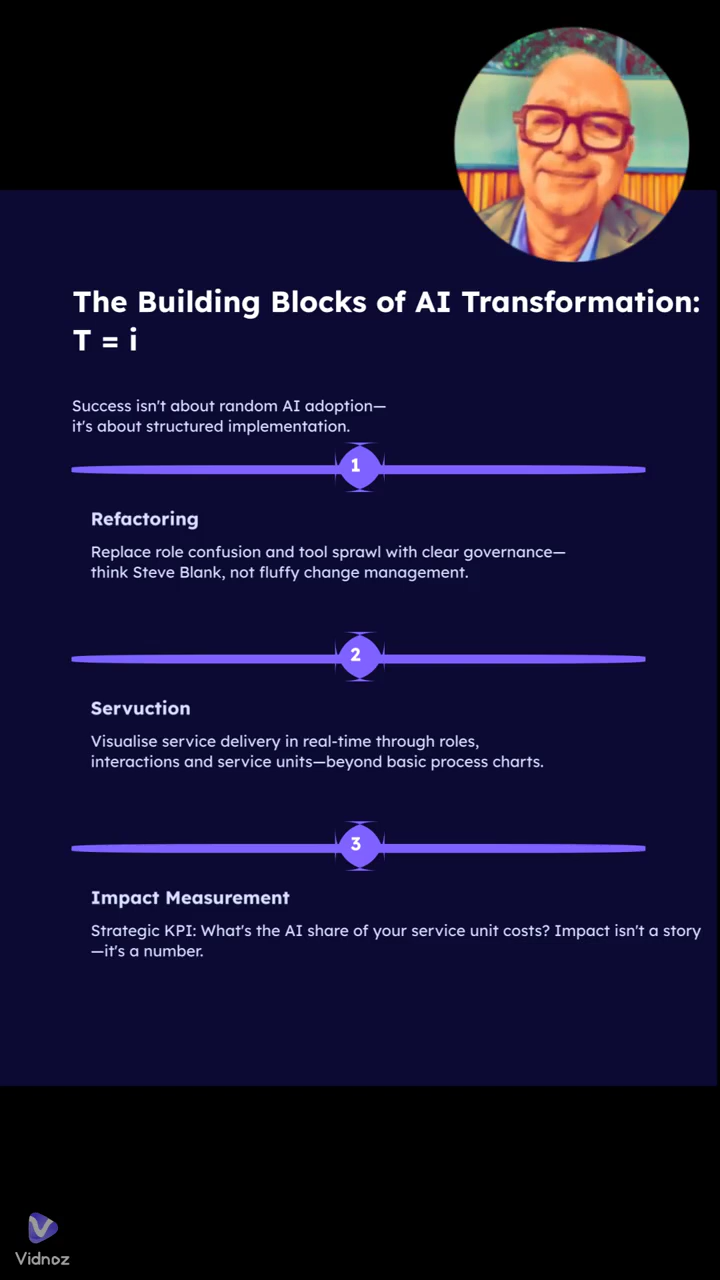 The Building Blocks of AI Transformation:
T = i
Success isn't about random AI adoption—
it's about structured implementation.
1
Refactoring
Replace role confusion and tool sprawl with clear governance—
think Steve Blank, not fluffy change management.
2
Servuction
Visualise service delivery in real-time through roles,
interactions and service units—beyond basic process charts.
3
Impact Measurement
Strategic KPI: What's the AI share of your service unit costs? Impact isn't a story
—it's a number.
Vidnoz